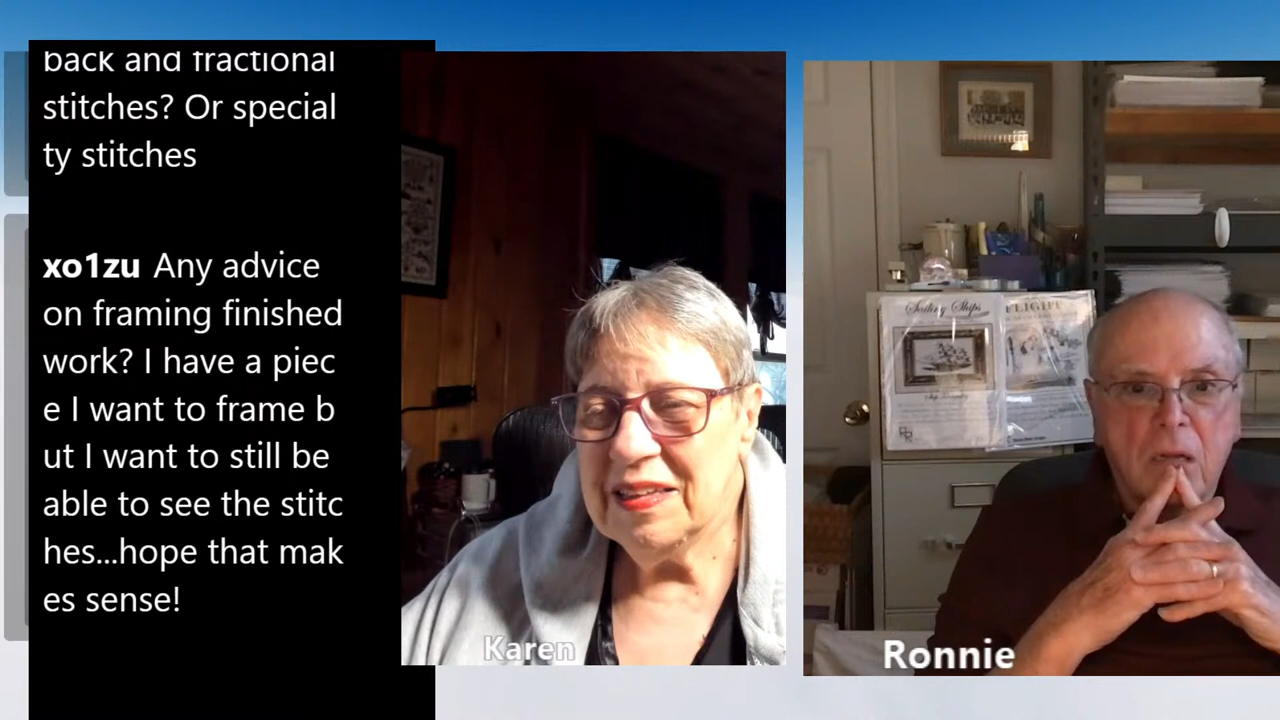 back and fractional
stitches? Or special
ty stitches
xo1zu Any advice
on framing finished
work? I have a piec
e I want to frame b
ut I want to still be
able to see the stitc
hes...hope that mak
es sense!
Karen
Sailing Ships
FLIGHT
Ronnie